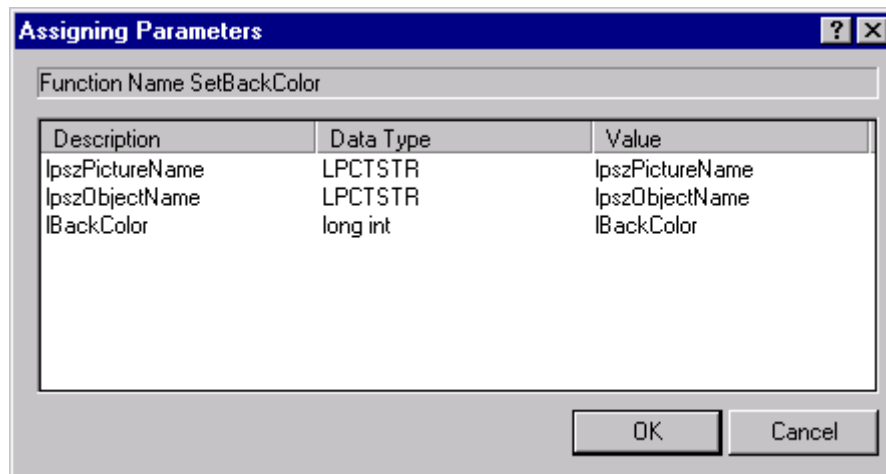 Assigning Parameters
Function Name SetBackColor
Description Data Type Value
lpszPictureName LPCTSTR lpszPictureName
lpszObjectName LPCTSTR lpszObjectName
lBackColor long int lBackColor
OK Cancel